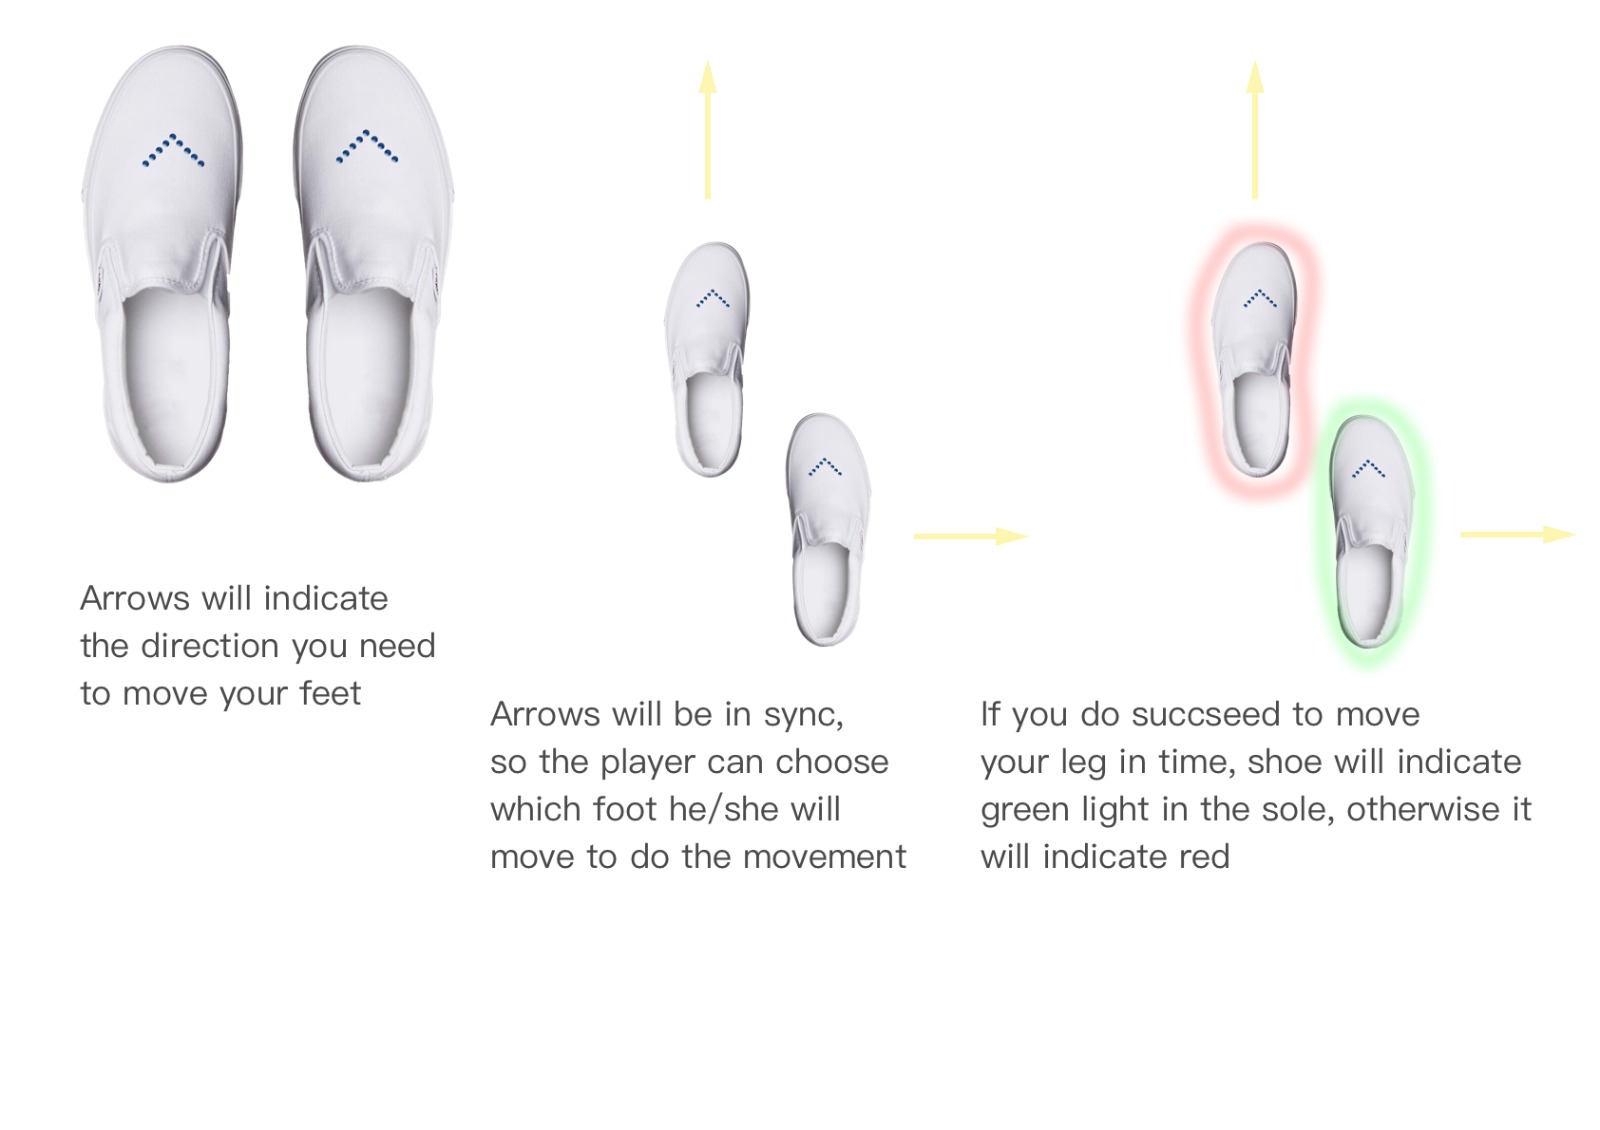 Arrows will indicate
the direction you need
to move your feet
Arrows will be in sync,
so the player can choose
which foot he/she will
move to do the movement
If you do succseed to move
your leg in time, shoe will indicate
green light in the sole, otherwise it
will indicate red